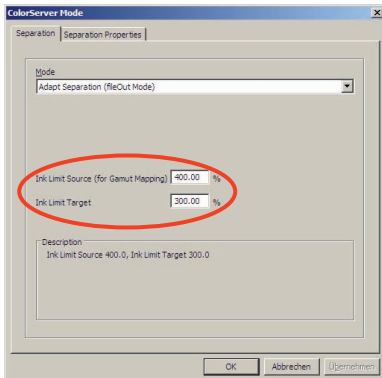 ColorServer Mode
Separation
Separation Properties
Mode
Adapt Separation (fileOut Mode)
Ink Limit Source (for Gamut Mapping) 400.00 %
Ink Limit Target 300.00 %
Description
Ink Limit Source 400.0, Ink Limit Target 300.0
OK Abbrechen Übernehmen